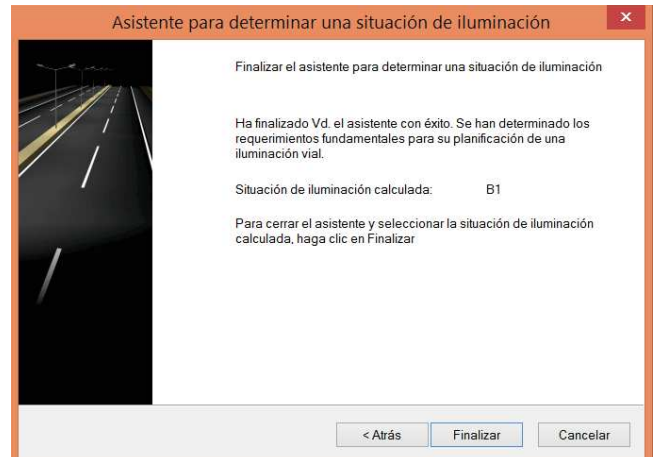 Asistente para determinar una situación de iluminación
Finalizar el asistente para determinar una situación de iluminación
Ha finalizado Vd. el asistente con éxito. Se han determinado los
requerimientos fundamentales para su planificación de una
iluminación vial.
Situación de iluminación calculada: B1
Para cerrar el asistente y seleccionar la situación de iluminación
calculada, haga clic en Finalizar
< Atrás Finalizar Cancelar